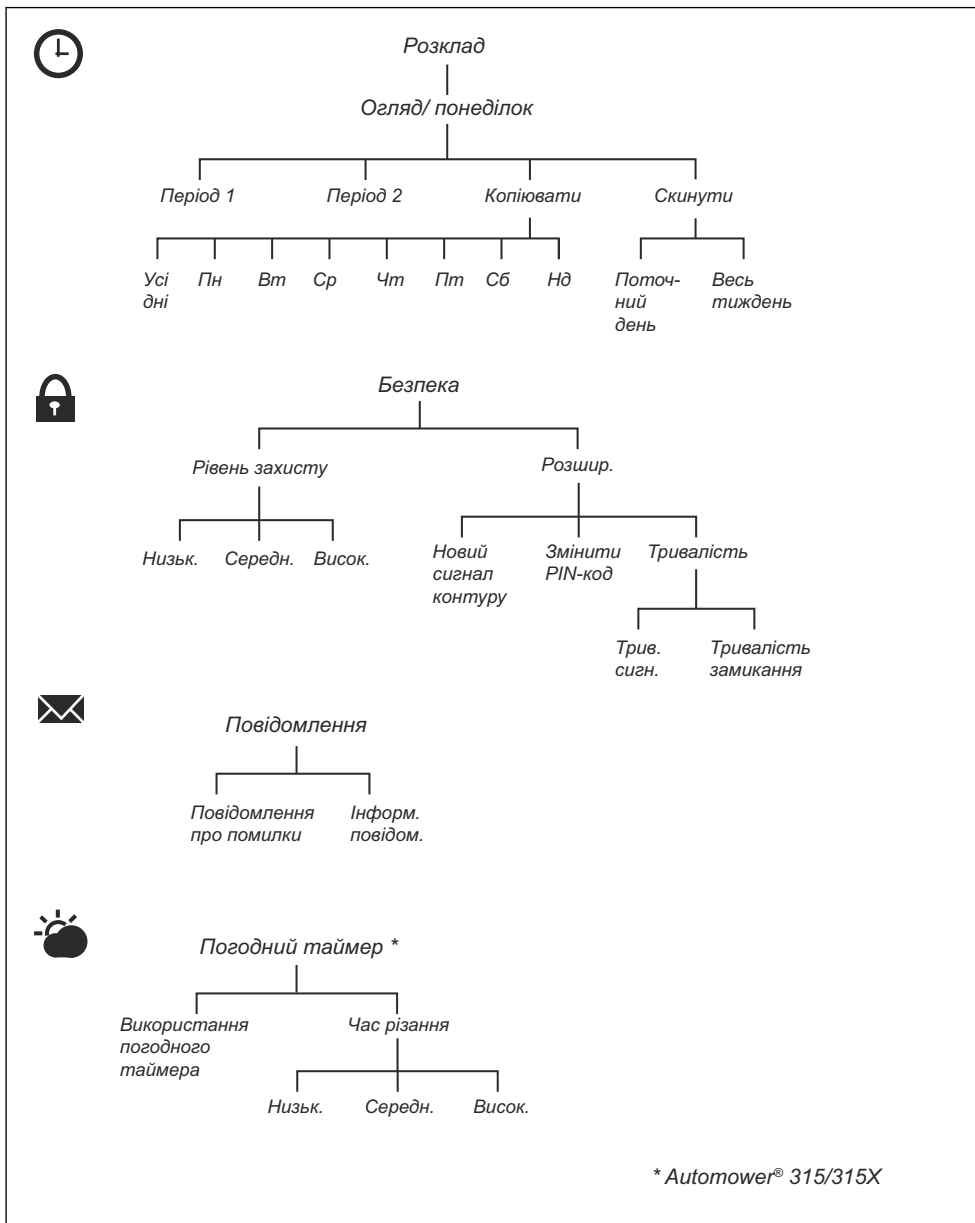 Розклад
Огляд/ понеділок
Період 1 Період 2 Копіювати Скинути
Усі дні
Пн
Вт
Ср
Чт
Пт
Сб
Нд
Поточ-
ний
день
Весь
тиждень
Безпека
Рівень захисту
Розшир.
Низьк. Середн. Висок.
Новий
сигнал
контуру
Змінити
PIN-код
Тривалість
Трив.
сигн.
Тривалість
замикання
Повідомлення
Повідомлення
про помилки
Інформ.
повідом.
Погодний таймер *
Використання
погодного
таймера
Час різання
Низьк. Середн. Висок.
* Automower® 315/315X